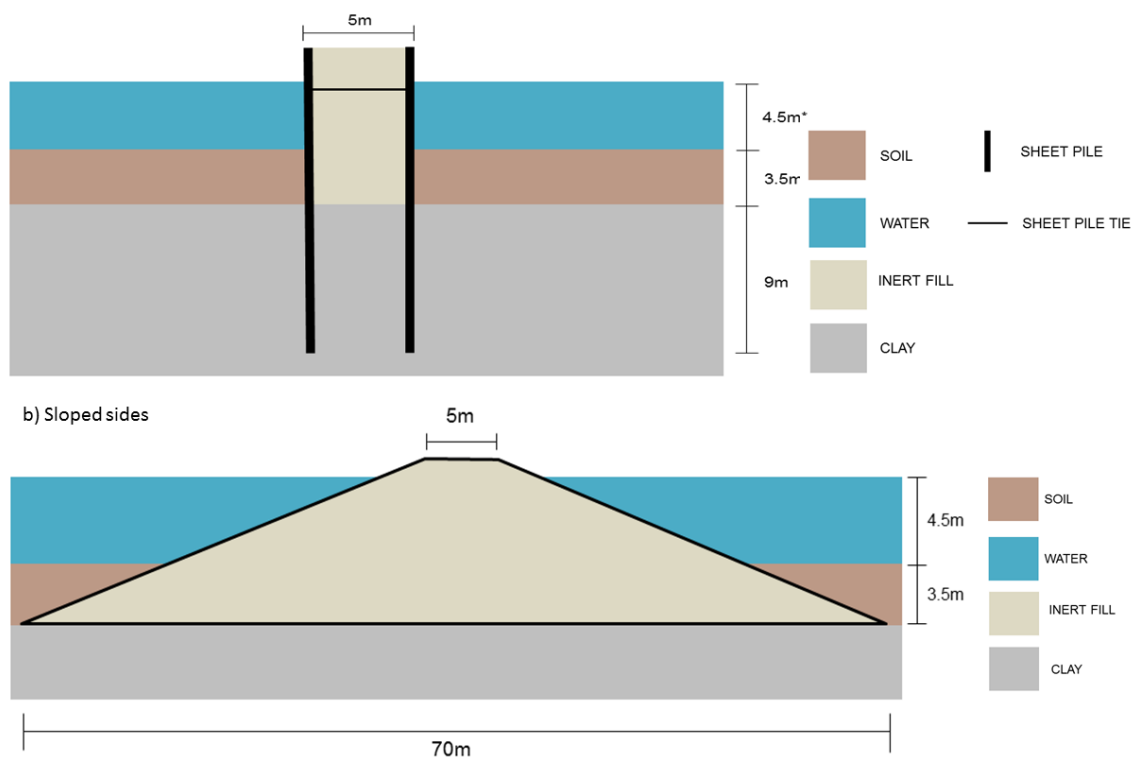 5m
4.5m*
3.5m
9m
SOIL
SHEET PILE
WATER
SHEET PILE TIE
INERT FILL
CLAY
b) Sloped sides
5m
4.5m
3.5m
SOIL
WATER
INERT FILL
CLAY
70m